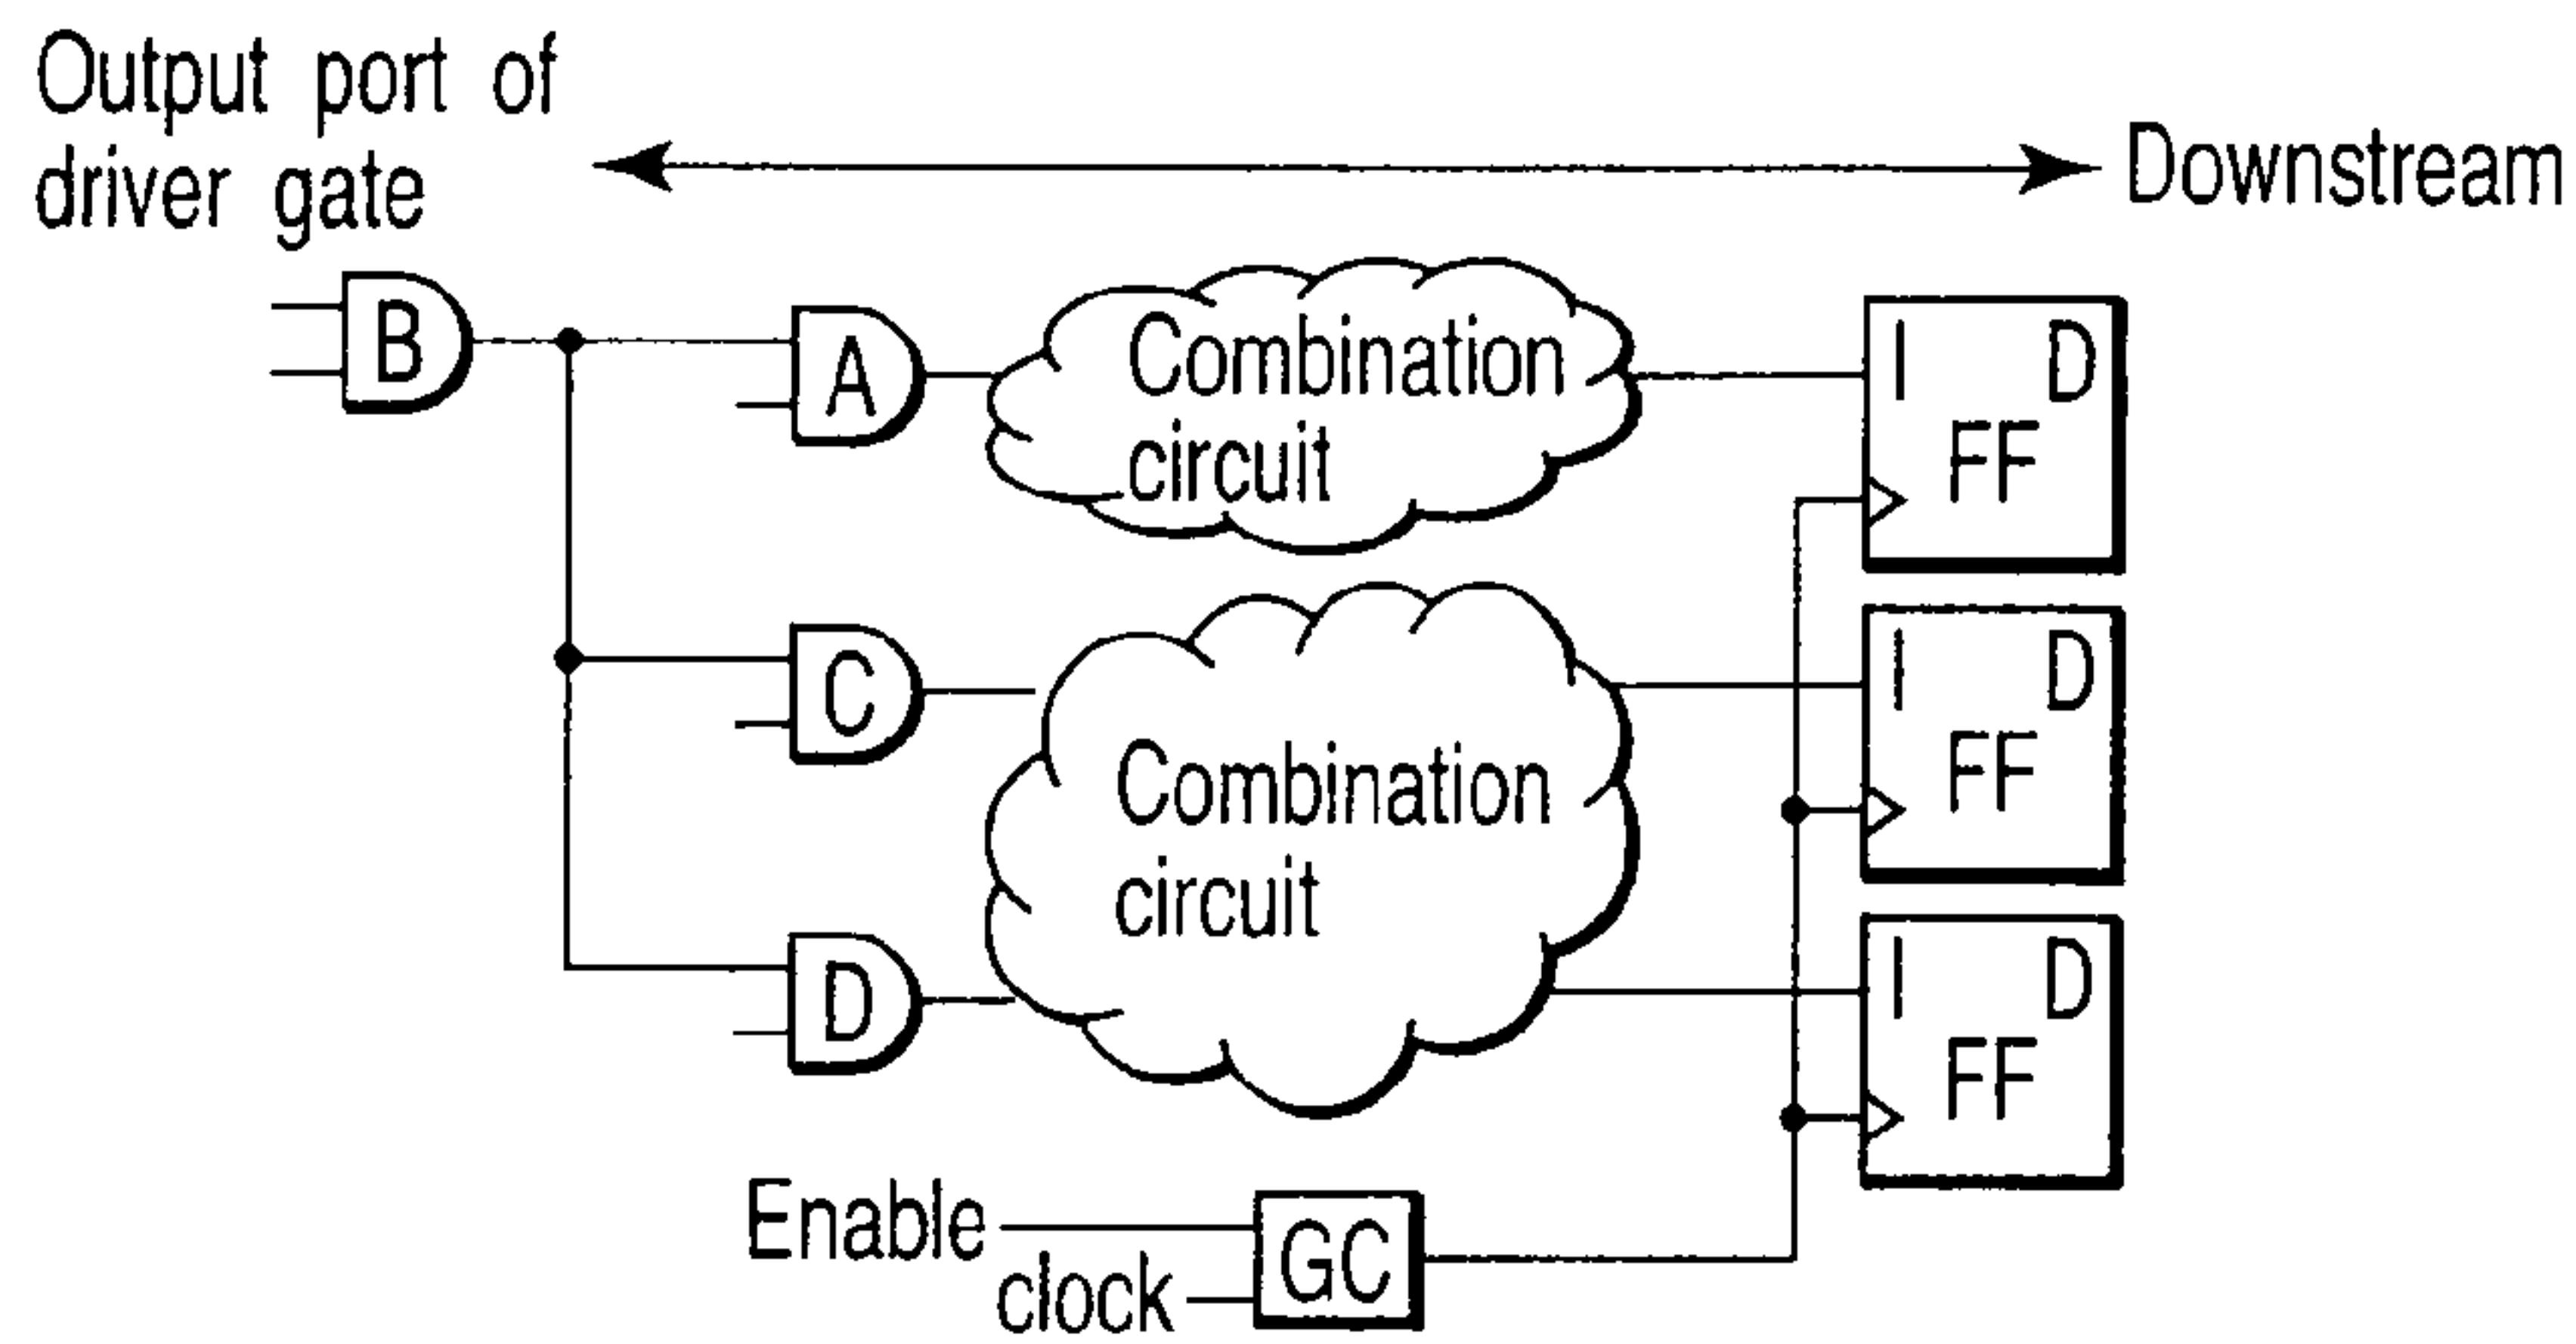 Output port of
driver gate
Downstream
B
A
Combination
circuit
I D
FF
C
Combination
circuit
I D
FF
D
I D
FF
Enable
clock
GC